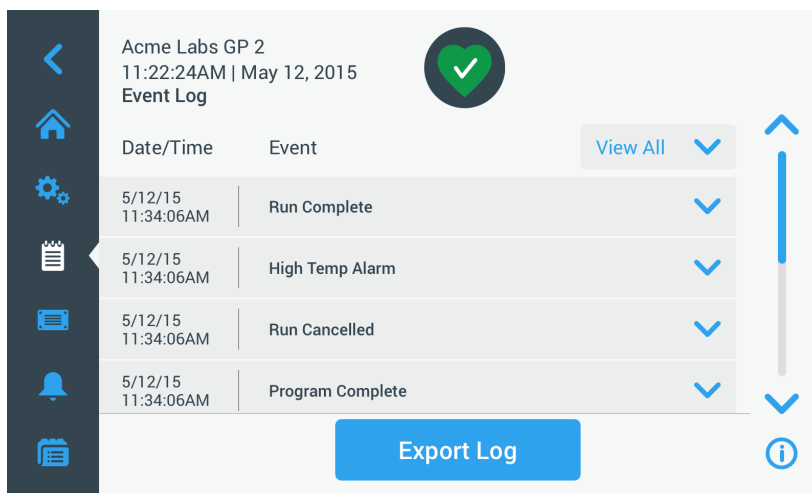 Acme Labs GP 2
11:22:24AM | May 12, 2015
Event Log
Date/Time Event View All
5/12/15
11:34:06AM
Run Complete
5/12/15
11:34:06AM
High Temp Alarm
5/12/15
11:34:06AM
Run Cancelled
5/12/15
11:34:06AM
Program Complete
Export Log